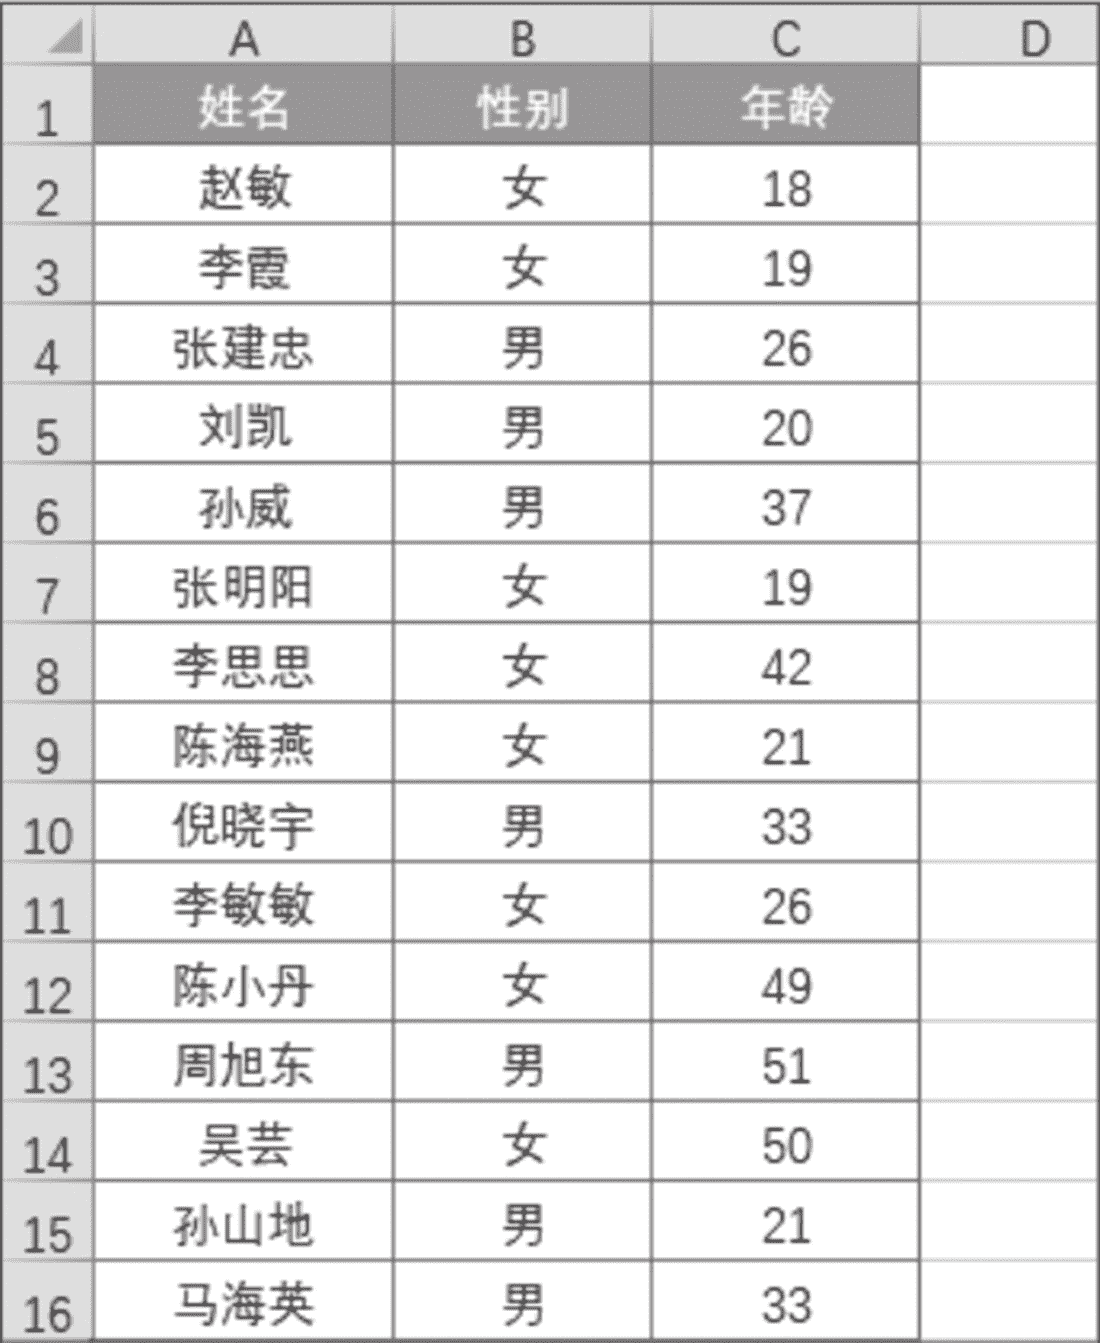 A B C D
1 姓名 性别 年龄
2 赵敏 女 18
3 李霞 女 19
4 张建忠 男 26
5 刘凯 男 20
6 孙威 男 37
7 张明阳 女 19
8 李思思 女 42
9 陈海燕 女 21
10 倪晓宇 男 33
11 李敏敏 女 26
12 陈小丹 女 49
13 周旭东 男 51
14 吴芸 女 50
15 孙山地 男 21
16 马海英 男 33